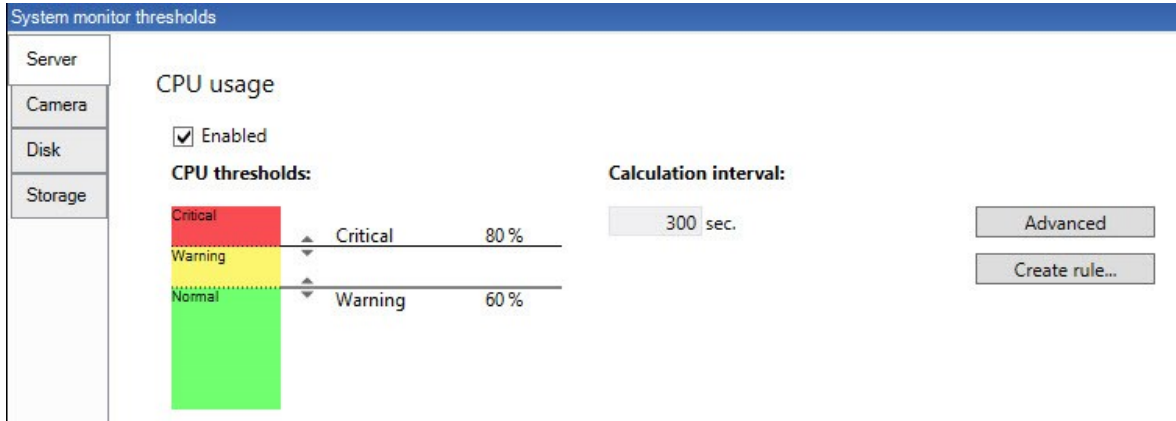 System monitor thresholds
Server
Camera
Disk
Storage
CPU usage
Enabled
CPU thresholds:
Calculation interval:
Critical
Warning
Normal
Critical 80 %
Warning 60 %
300 sec.
Advanced
Create rule...